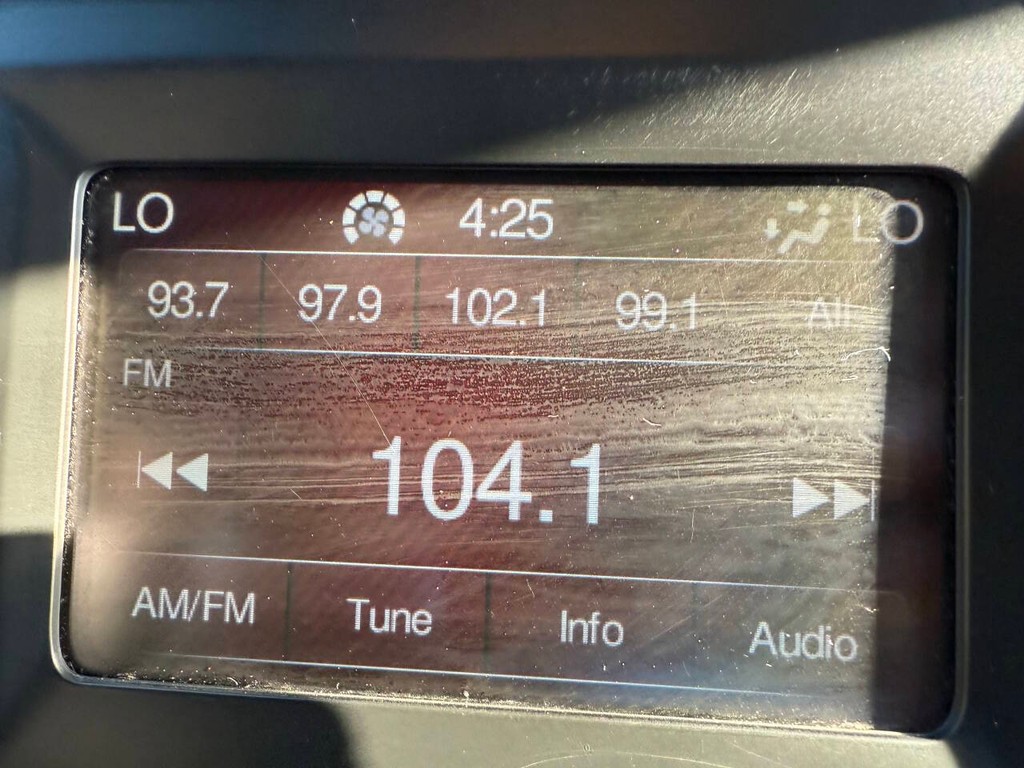 LO 4:25 LO
93.7 97.9 102.1 99.1 All
FM
104.1
AM/FM Tune Info Audio